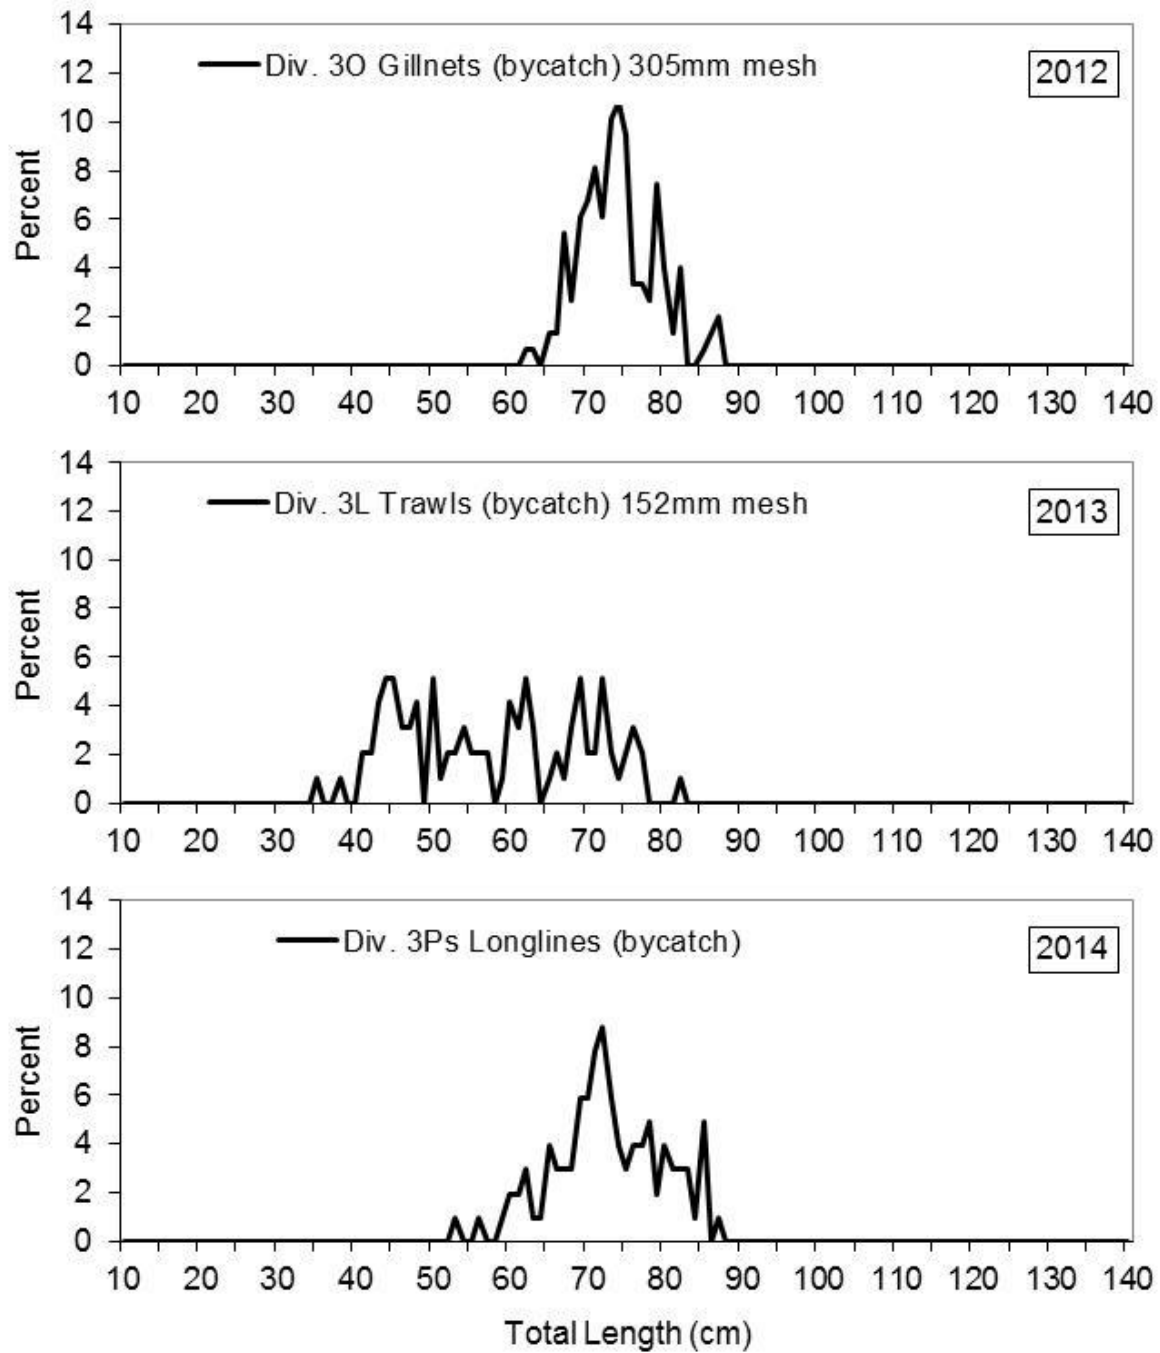 14
Div. 3O Gillnets (bycatch) 305mm mesh
2012
12
10
8
6
4
2
0
Percent
10 20 30 40 50 60 70 80 90 100 110 120 130 140
14
Div. 3L Trawls (bycatch) 152mm mesh
2013
12
10
8
6
4
2
0
Percent
10 20 30 40 50 60 70 80 90 100 110 120 130 140
14
Div. 3Ps Longlines (bycatch)
2014
12
10
8
6
4
2
0
Percent
10 20 30 40 50 60 70 80 90 100 110 120 130 140
Total Length (cm)